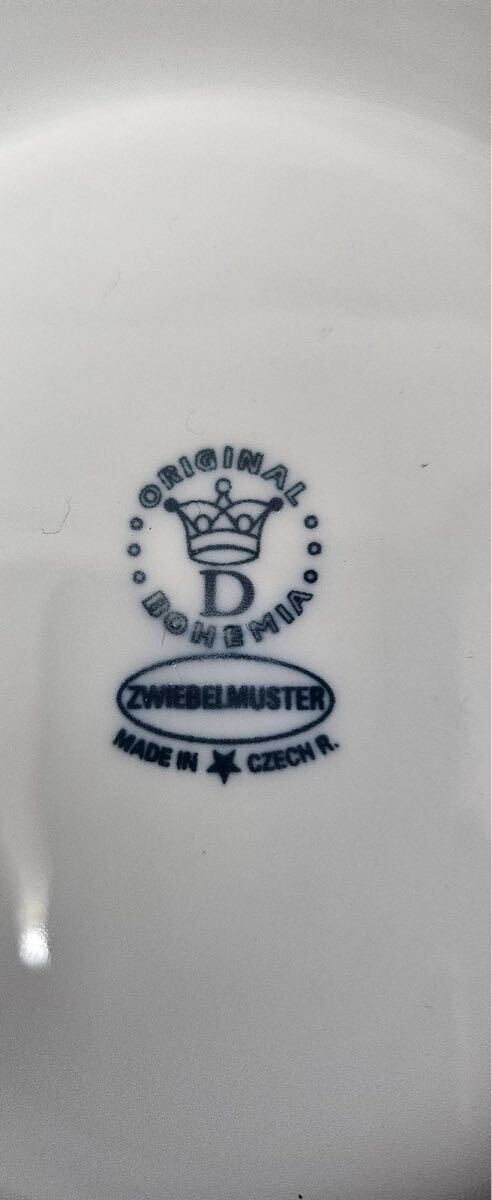 ORIGINAL
D
BOHEMIA
ZWIEBELMUSTER
MADE IN CZECH R.